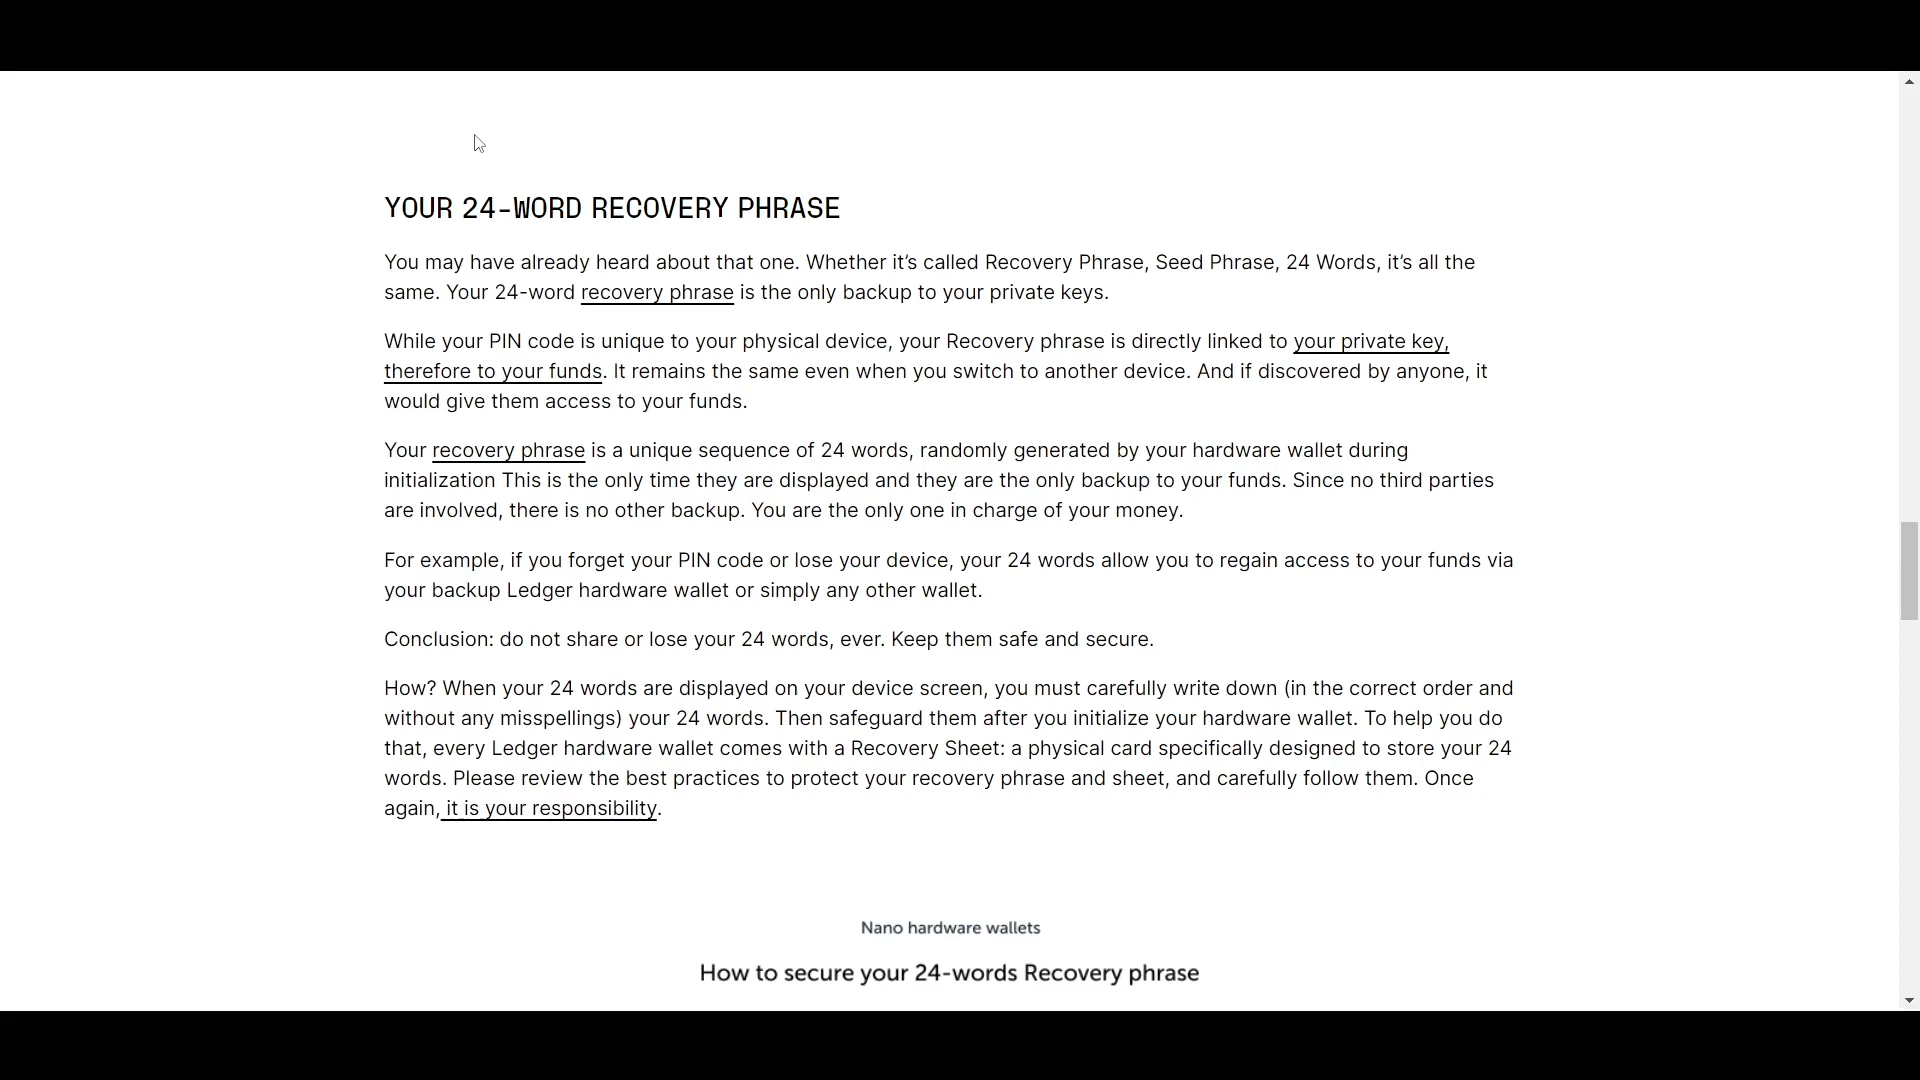 YOUR 24-WORD RECOVERY PHRASE
You may have already heard about that one. Whether it’s called Recovery Phrase, Seed Phrase, 24 Words, it’s all the
same. Your 24-word recovery phrase is the only backup to your private keys.
While your PIN code is unique to your physical device, your Recovery phrase is directly linked to your private key,
therefore to your funds. It remains the same even when you switch to another device. And if discovered by anyone, it
would give them access to your funds.
Your recovery phrase is a unique sequence of 24 words, randomly generated by your hardware wallet during
initialization This is the only time they are displayed and they are the only backup to your funds. Since no third parties
are involved, there is no other backup. You are the only one in charge of your money.
For example, if you forget your PIN code or lose your device, your 24 words allow you to regain access to your funds via
your backup Ledger hardware wallet or simply any other wallet.
Conclusion: do not share or lose your 24 words, ever. Keep them safe and secure.
How? When your 24 words are displayed on your device screen, you must carefully write down (in the correct order and
without any misspellings) your 24 words. Then safeguard them after you initialize your hardware wallet. To help you do
that, every Ledger hardware wallet comes with a Recovery Sheet: a physical card specifically designed to store your 24
words. Please review the best practices to protect your recovery phrase and sheet, and carefully follow them. Once
again, it is your responsibility.
Nano hardware wallets
How to secure your 24-words Recovery phrase